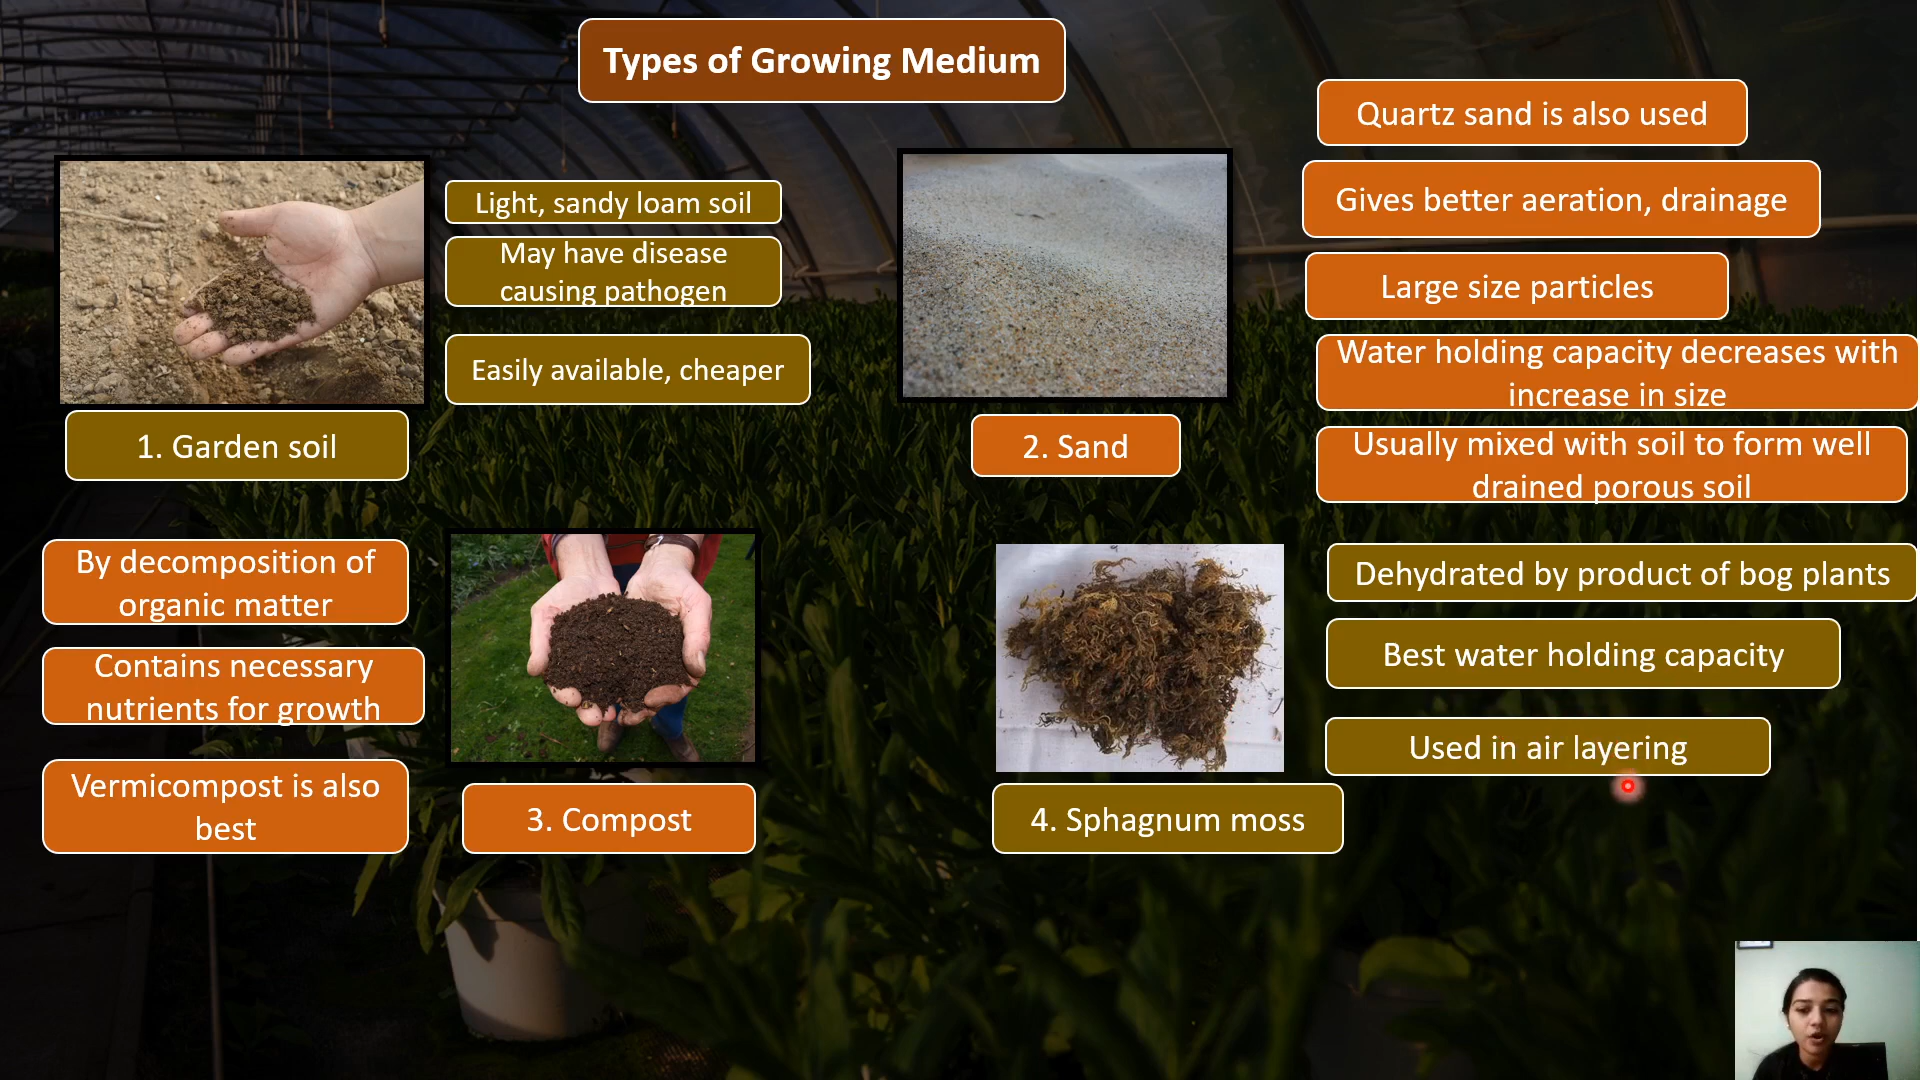 Types of Growing Medium
Light, sandy loam soil
May have disease
causing pathogen
Easily available, cheaper
1. Garden soil
Quartz sand is also used
Gives better aeration, drainage
Large size particles
Water holding capacity decreases with
increase in size
Usually mixed with soil to form well
drained porous soil
2. Sand
By decomposition of
organic matter
Contains necessary
nutrients for growth
Vermicompost is also
best
3. Compost
Dehydrated by product of bog plants
Best water holding capacity
Used in air layering
4. Sphagnum moss